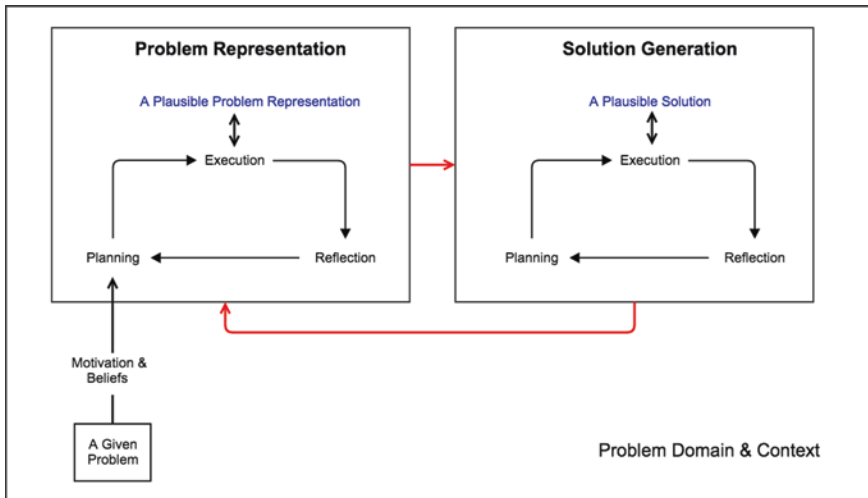 Problem Representation
A Plausible Problem Representation
Execution
Planning
Reflection
Solution Generation
A Plausible Solution
Execution
Planning
Reflection
Motivation &
Beliefs
A Given
Problem
Problem Domain & Context